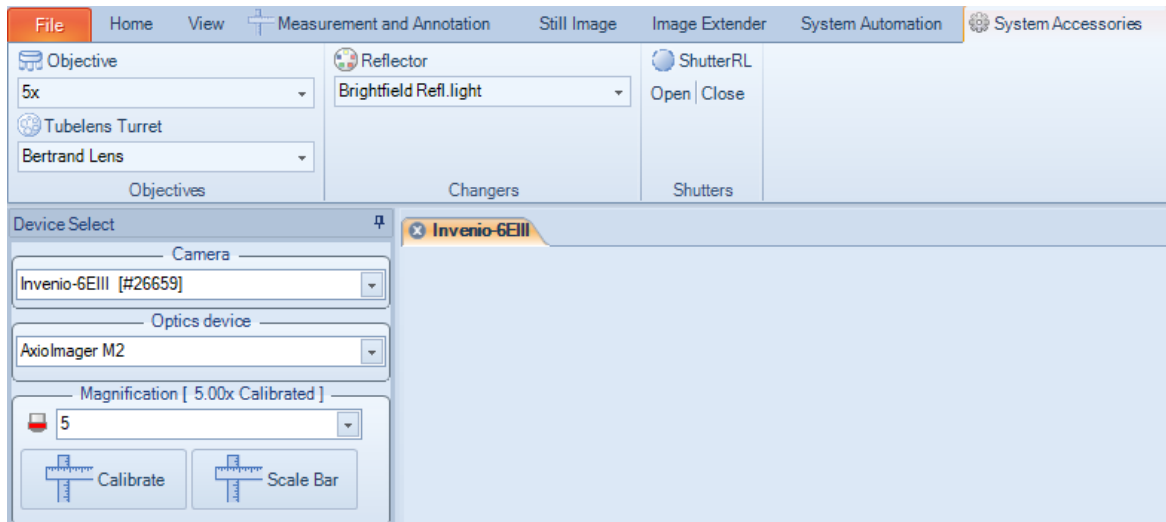 File Home View Measurement and Annotation Still Image Image Extender System Automation System Accessories
Objective
5x
Tubelens Turret
Bertrand Lens
Objectives
Reflector
Brightfield Refl.light
Changers
ShutterRL
Open Close
Shutters
Device Select
Camera
Invenio-6EIII [#26659]
Optics device
AxioImager M2
Magnification [ 5.00x Calibrated ]
5
Calibrate Scale Bar
Invenio-6EIII